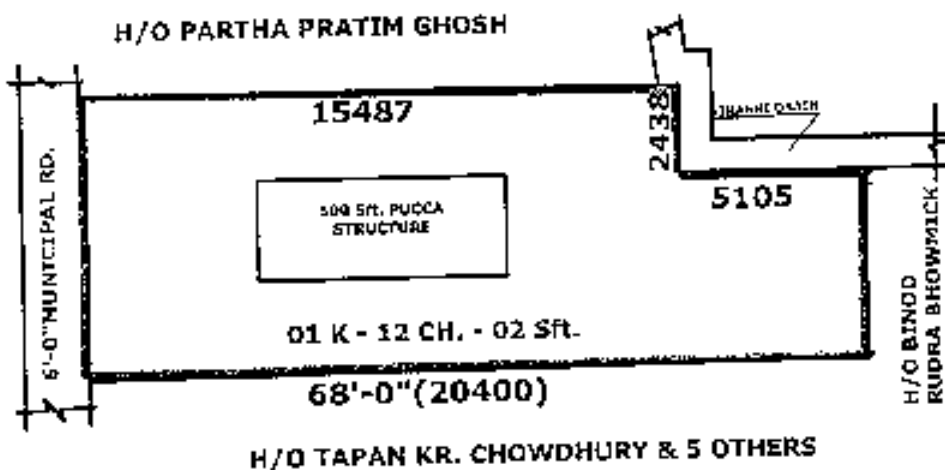 H/O PARTHA PRATIM GHOSH
15487
2438
5105
6'-0" MUNICIPAL RD.
500 Sft. PUCCA
STRUCTURE
01 K - 12 CH. - 02 Sft.
68'-0"(20400)
H/O BINOD
RUDRA BHOWMICK
H/O TAPAN KR. CHOWDHURY & 5 OTHERS